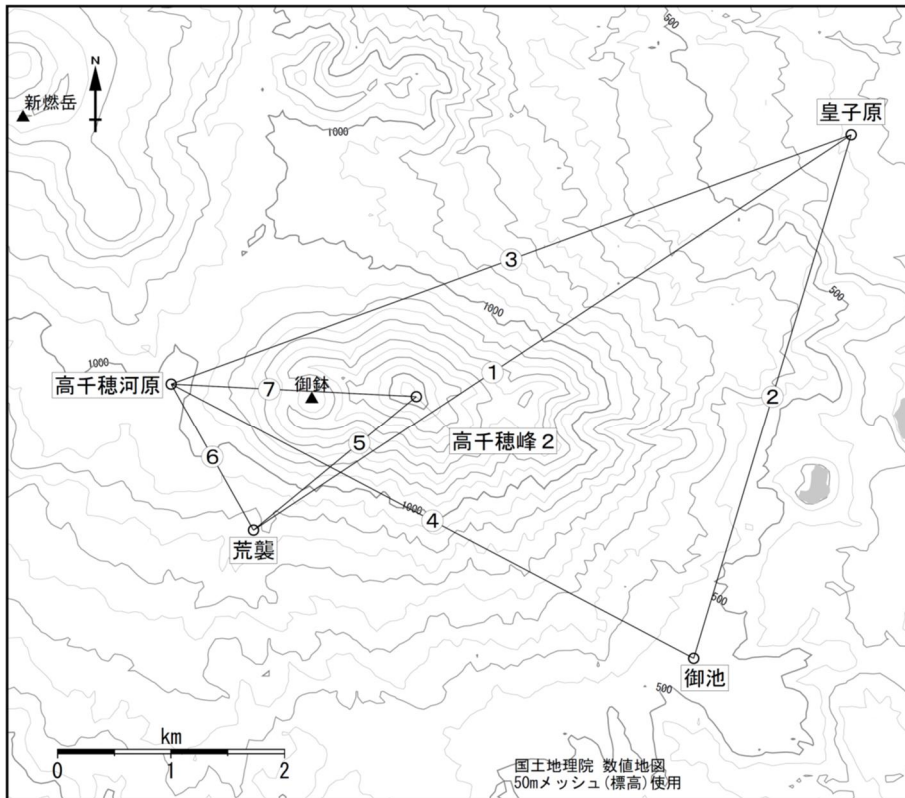 500
N
新燃岳
皇子原
1000
③
500
1000
1000
①
②
高千穂河原
⑦
御鉢
⑤
高千穂峰2
⑥
1000
④
荒襲
500
御池
500
km
0 1 2
国土地理院 数値地図
50mメッシュ(標高)使用